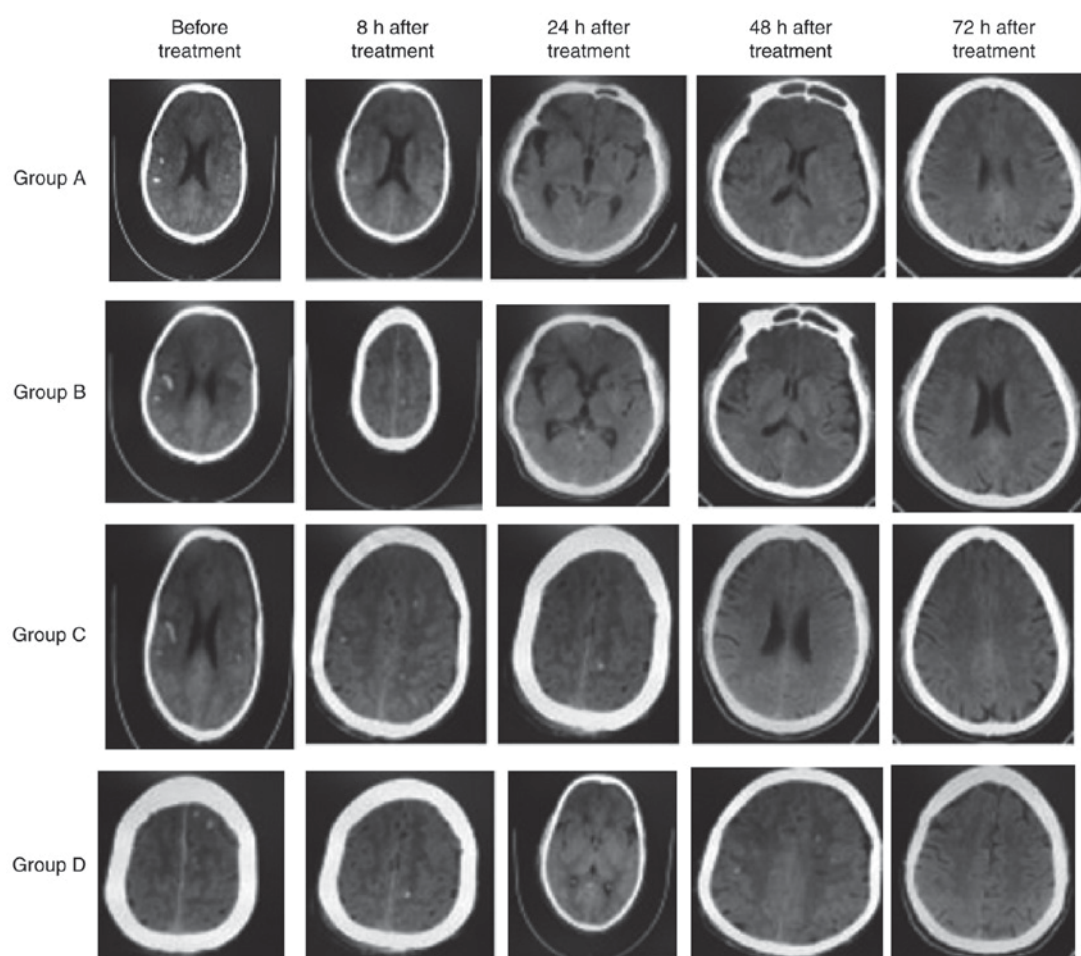 Before
treatment
8 h after
treatment
24 h after
treatment
48 h after
treatment
72 h after
treatment
Group A
Group B
Group C
Group D